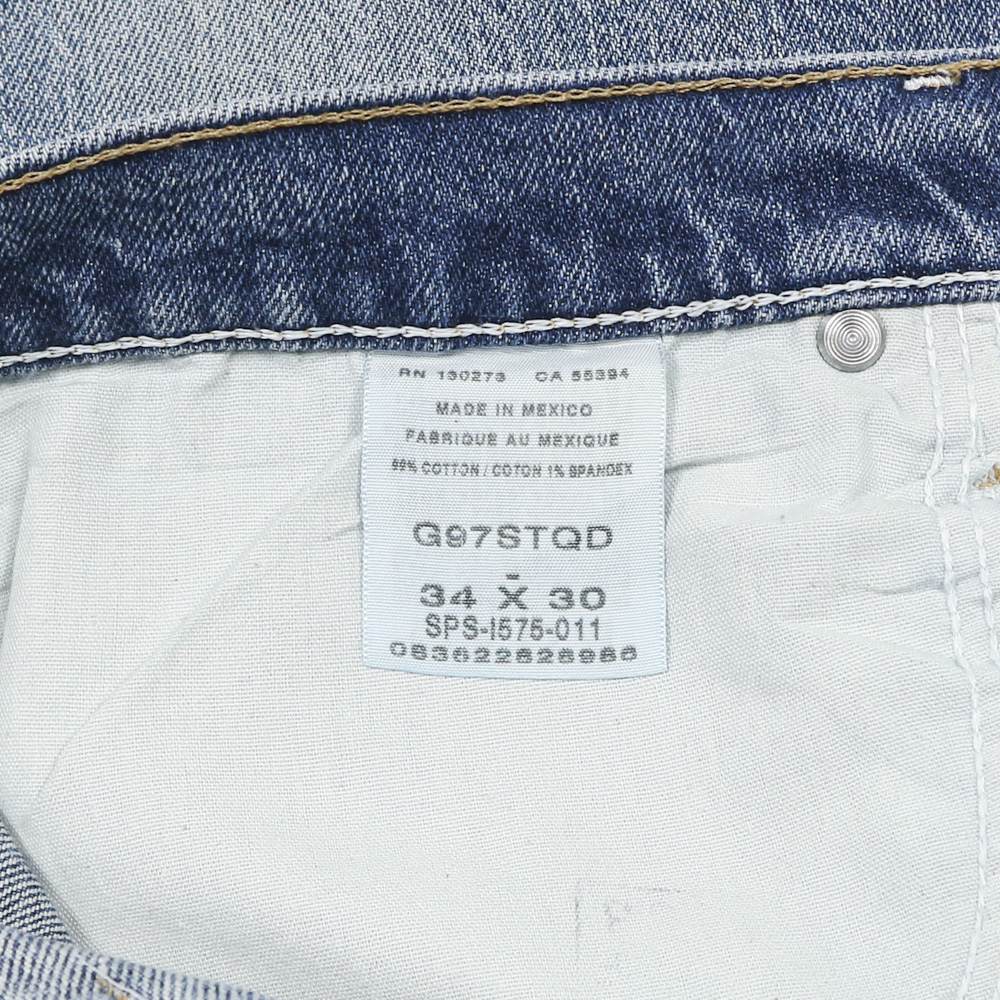 RN 130273 CA 55394
MADE IN MEXICO
FABRIQUE AU MEXIQUE
99% COTTON / COTON 1% SPANDEX
G97STQD
34 X 30
SPS-I575-011
083622828986